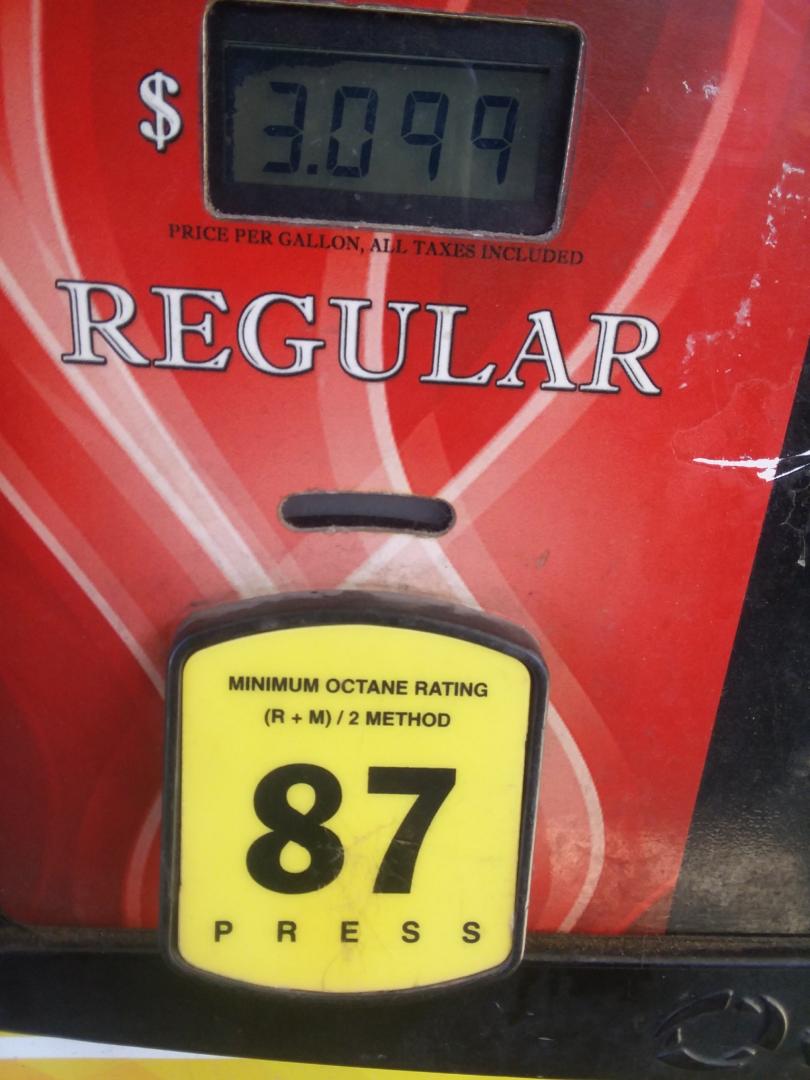 $ 3.099
PRICE PER GALLON, ALL TAXES INCLUDED
REGULAR
MINIMUM OCTANE RATING
(R + M) / 2 METHOD
87
PRESS